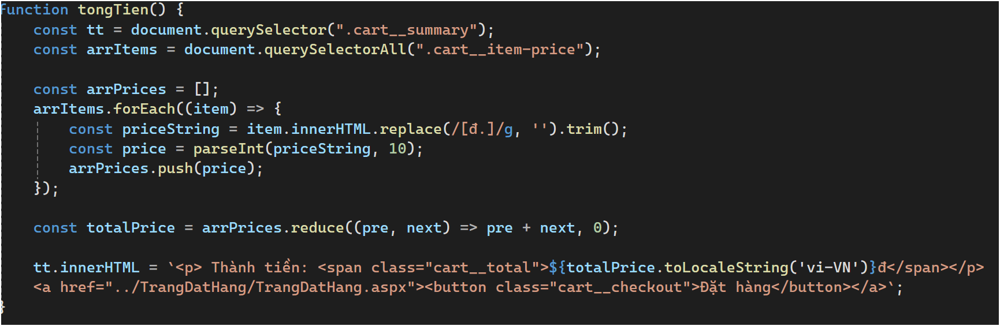 function tongTien() {
    const tt = document.querySelector(".cart__summary");
    const arrItems = document.querySelectorAll(".cart__item-price");

    const arrPrices = [];
    arrItems.forEach((item) => {
        const priceString = item.innerHTML.replace(/[đ.]/g, '').trim();
        const price = parseInt(priceString, 10);
        arrPrices.push(price);
    });

    const totalPrice = arrPrices.reduce((pre, next) => pre + next, 0);

    tt.innerHTML = `<p> Thành tiền: <span class="cart__total">${totalPrice.toLocaleString('vi-VN')}đ</span></p>
    <a href="../TrangDatHang/TrangDatHang.aspx"><button class="cart__checkout">Đặt hàng</button></a>`;
}